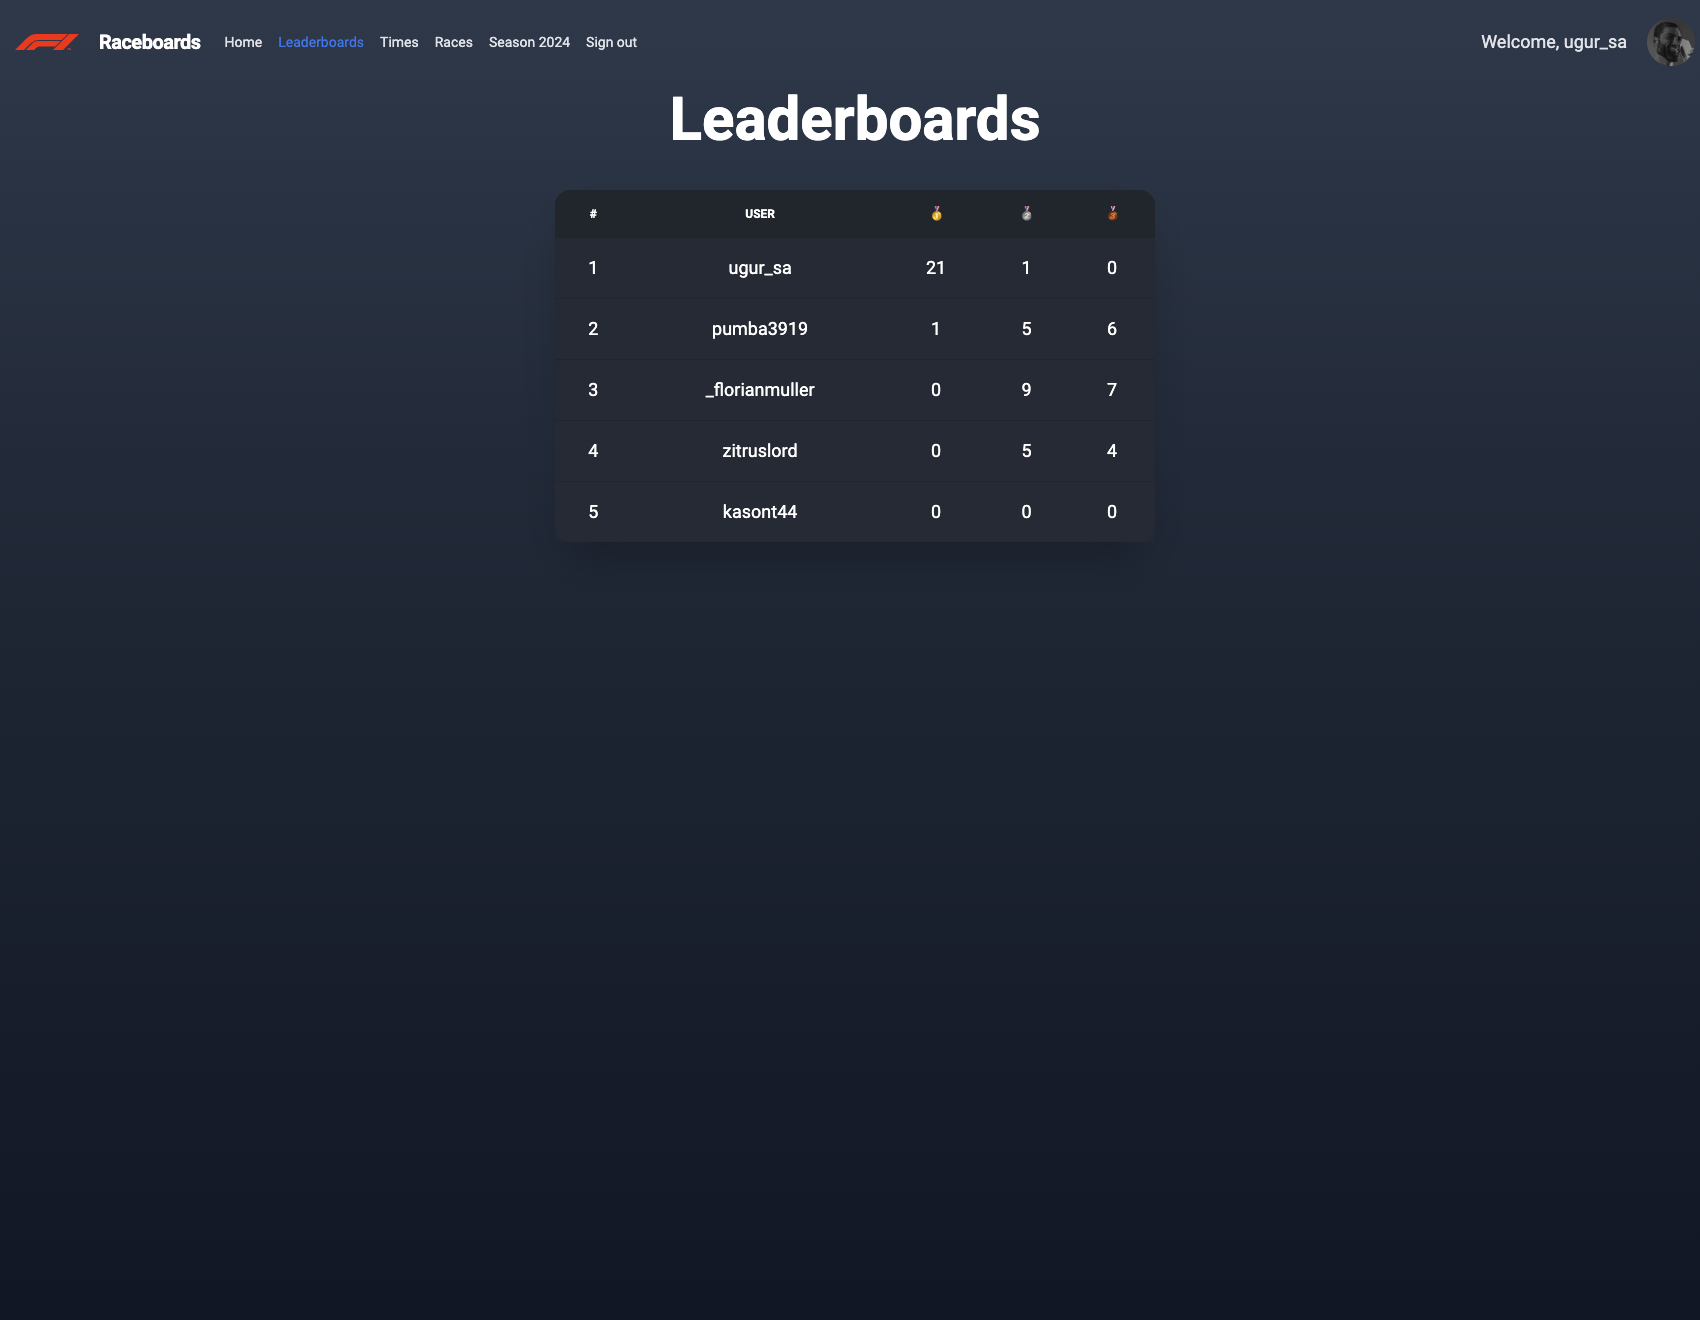 Raceboards Home Leaderboards Times Races Season 2024 Sign out Welcome, ugur_sa
Leaderboards
# USER 🥇 🥈 🥉
1 ugur_sa 21 1 0
2 pumba3919 1 5 6
3 _florianmuller 0 9 7
4 zitruslord 0 5 4
5 kasont44 0 0 0